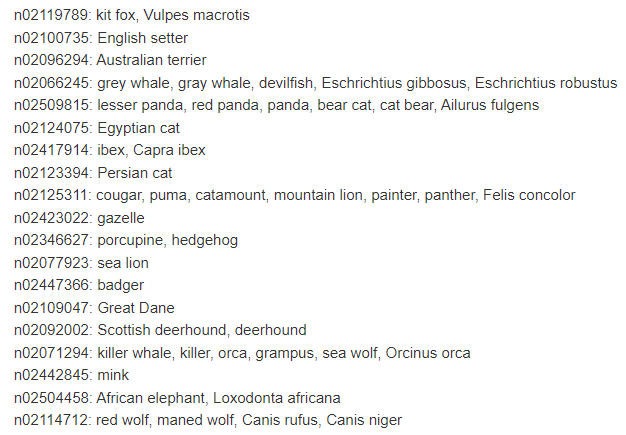 n02119789: kit fox, Vulpes macrotis
n02100735: English setter
n02096294: Australian terrier
n02066245: grey whale, gray whale, devilfish, Eschrichtius gibbosus, Eschrichtius robustus
n02509815: lesser panda, red panda, panda, bear cat, cat bear, Ailurus fulgens
n02124075: Egyptian cat
n02417914: ibex, Capra ibex
n02123394: Persian cat
n02125311: cougar, puma, catamount, mountain lion, painter, panther, Felis concolor
n02423022: gazelle
n02346627: porcupine, hedgehog
n02077923: sea lion
n02447366: badger
n02109047: Great Dane
n02092002: Scottish deerhound, deerhound
n02071294: killer whale, killer, orca, grampus, sea wolf, Orcinus orca
n02442845: mink
n02504458: African elephant, Loxodonta africana
n02114712: red wolf, maned wolf, Canis rufus, Canis niger